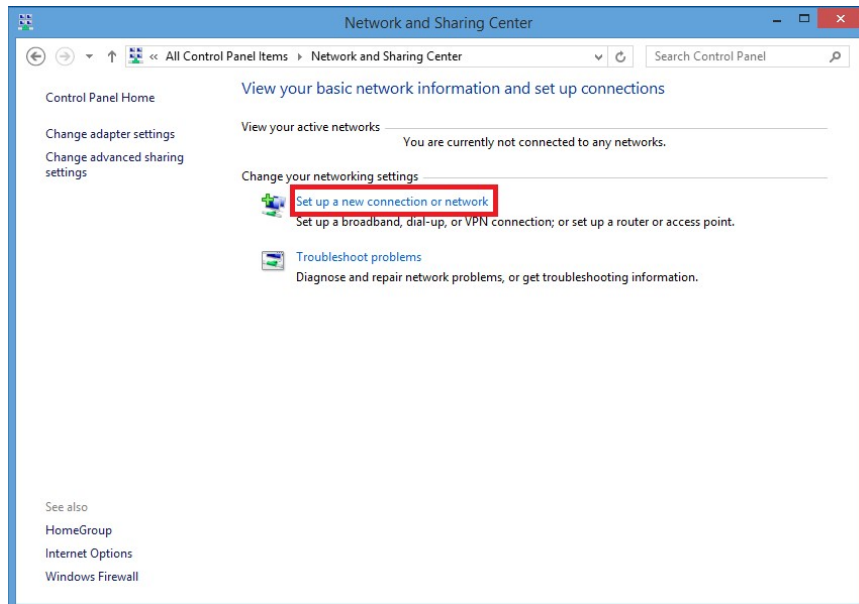 Network and Sharing Center
« All Control Panel Items Network and Sharing Center
Search Control Panel
Control Panel Home
Change adapter settings
Change advanced sharing
settings
View your basic network information and set up connections
View your active networks
You are currently not connected to any networks.
Change your networking settings
Set up a new connection or network
Set up a broadband, dial-up, or VPN connection; or set up a router or access point.
Troubleshoot problems
Diagnose and repair network problems, or get troubleshooting information.
See also
HomeGroup
Internet Options
Windows Firewall